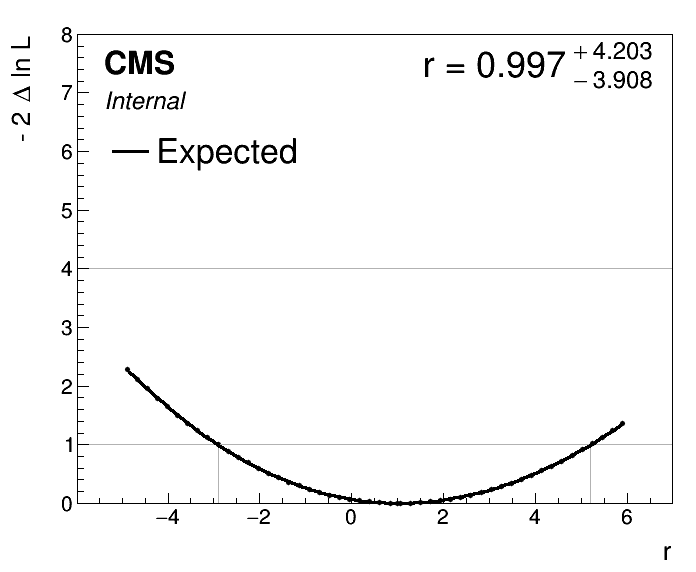 CMS
Internal
r = 0.997 +4.203 −3.908
Expected
- 2 Δ ln L
8
7
6
5
4
3
2
1
0
−4 −2 0 2 4 6
r